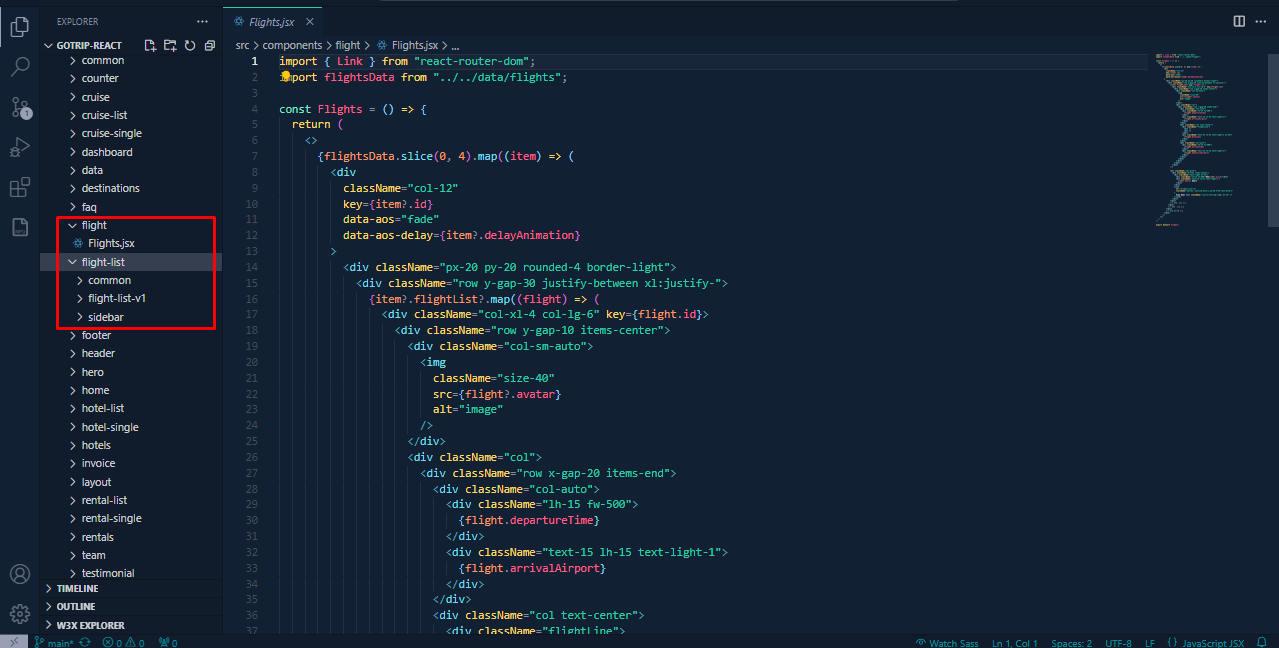 EXPLORER
GOTRIP-REACT
common
counter
cruise
cruise-list
cruise-single
dashboard
data
destinations
faq
flight
Flights.jsx
flight-list
common
flight-list-v1
sidebar
footer
header
hero
home
hotel-list
hotel-single
hotels
invoice
layout
rental-list
rental-single
rentals
team
testimonial
TIMELINE
OUTLINE
W3X EXPLORER
1
Flights.jsx
src > components > flight > Flights.jsx > ...
1 import { Link } from "react-router-dom";
2 import flightsData from "../../data/flights";
3
4 const Flights = () => {
5 return (
6 <>
7 {flightsData.slice(0, 4).map((item) => (
8 <div
9 className="col-12"
10 key={item?.id}
11 data-aos="fade"
12 data-aos-delay={item?.delayAnimation}
13 >
14 <div className="px-20 py-20 rounded-4 border-light">
15 <div className="row y-gap-30 justify-between xl:justify-">
16 {item?.flightList?.map((flight) => (
17 <div className="col-xl-4 col-lg-6" key={flight.id}>
18 <div className="row y-gap-10 items-center">
19 <div className="col-sm-auto">
20 <img
21 className="size-40"
22 src={flight?.avatar}
23 alt="image"
24 />
25 </div>
26 <div className="col">
27 <div className="row x-gap-20 items-end">
28 <div className="col-auto">
29 <div className="lh-15 fw-500">
30 {flight.departureTime}
31 </div>
32 <div className="text-15 lh-15 text-light-1">
33 {flight.arrivalAirport}
34 </div>
35 </div>
36 <div className="col text-center">
37 <div className="flightLine">
main* 0 0 0
Watch Sass Ln 1, Col 1 Spaces: 2 UTF-8 LF {} JavaScript JSX